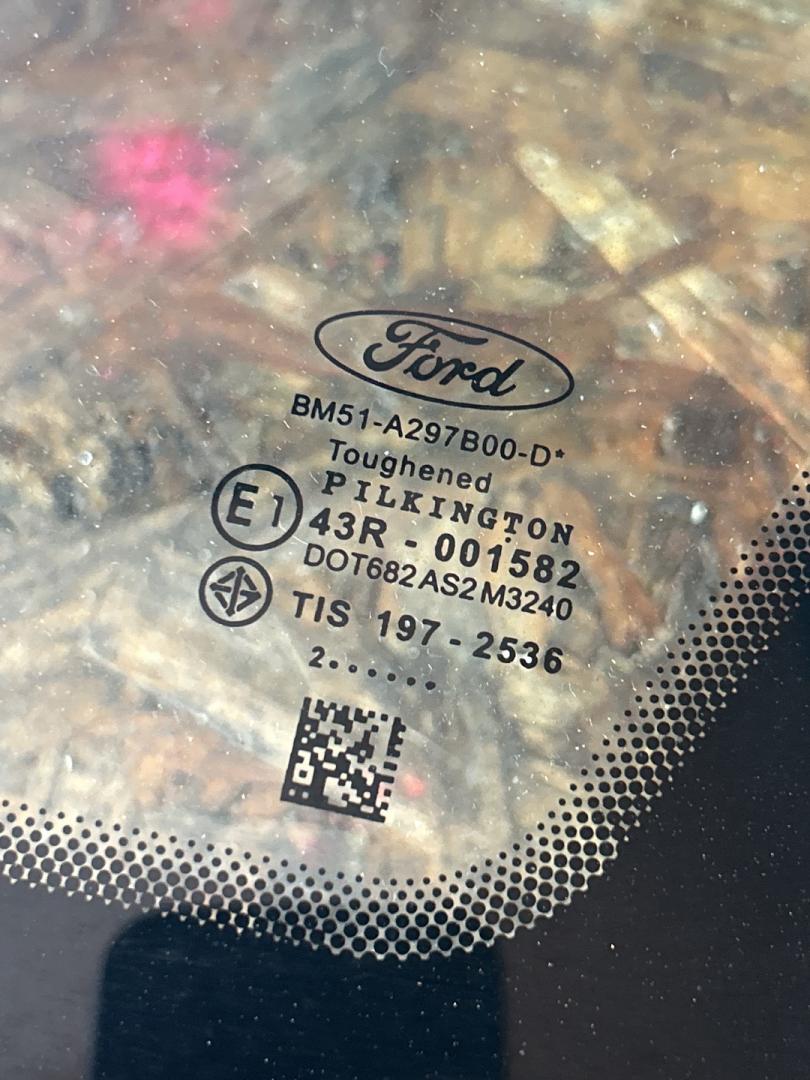 Ford
BM51-A297B00-D*
Toughened
PILKINGTON
E1 43R - 001582
DOT682 AS2 M3240
TIS 197 - 2536
2••••••